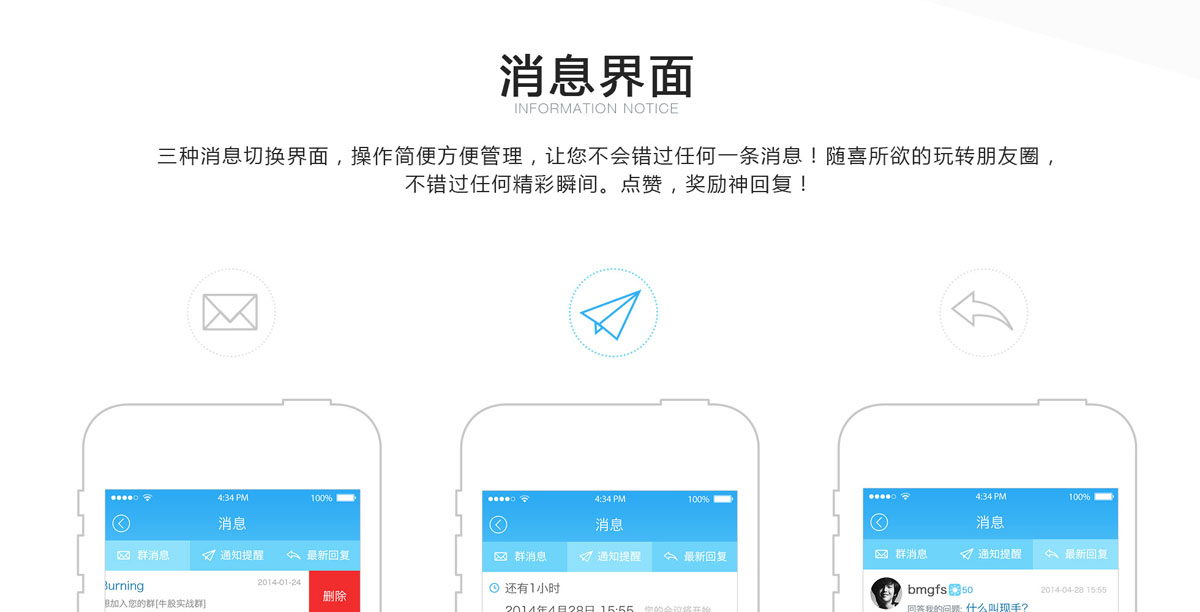 消息界面
INFORMATION NOTICE
三种消息切换界面，操作简便方便管理，让您不会错过任何一条消息！随喜所欲的玩转朋友圈，
不错过任何精彩瞬间。点赞，奖励神回复！
4:34 PM 100%
消息
群消息 通知提醒 最新回复
Burning 2014-01-24
想加入您的群[牛股实战群]
删除
4:34 PM 100%
消息
群消息 通知提醒 最新回复
还有1小时
2014年4月28日 15:55 您的会议将开始
4:34 PM 100%
消息
群消息 通知提醒 最新回复
bmgfs 50 2014-04-28 15:55
回答我的问题: 什么叫现手?